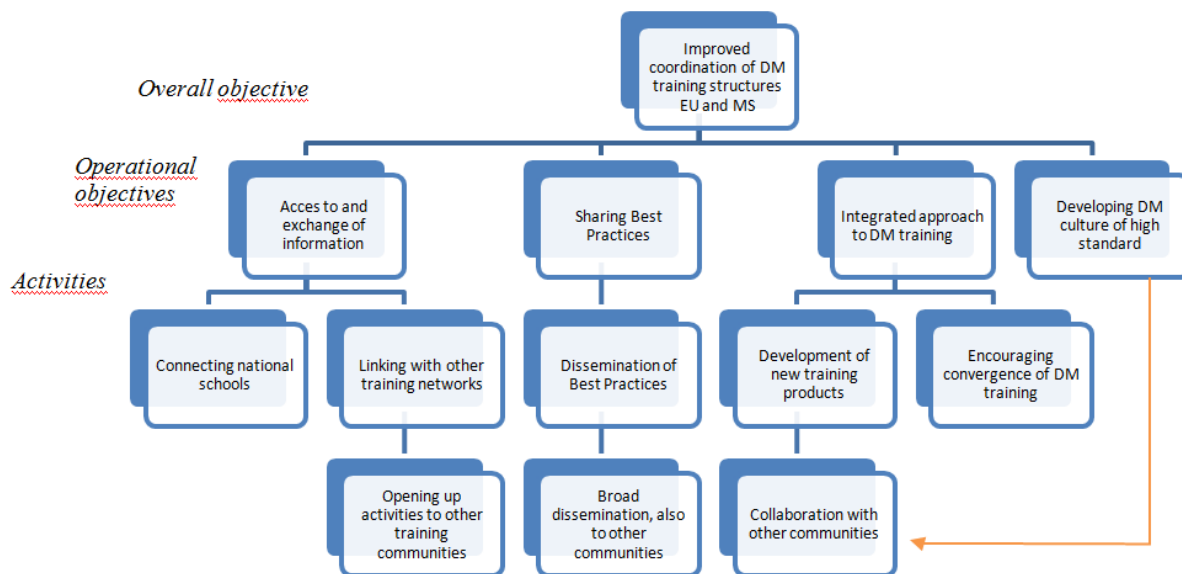 Improved
coordination of DM
training structures
EU and MS
Overall objective
Operational
objectives
Acces to and
exchange of
information
Sharing Best
Practices
Integrated approach
to DM training
Developing DM
culture of high
standard
Activities
Connecting national
schools
Linking with other
training networks
Dissemination of
Best Practices
Development of
new training
products
Encouraging
convergence of DM
training
Opening up
activities to other
training
communities
Broad
dissemination, also
to other
communities
Collaboration with
other communities